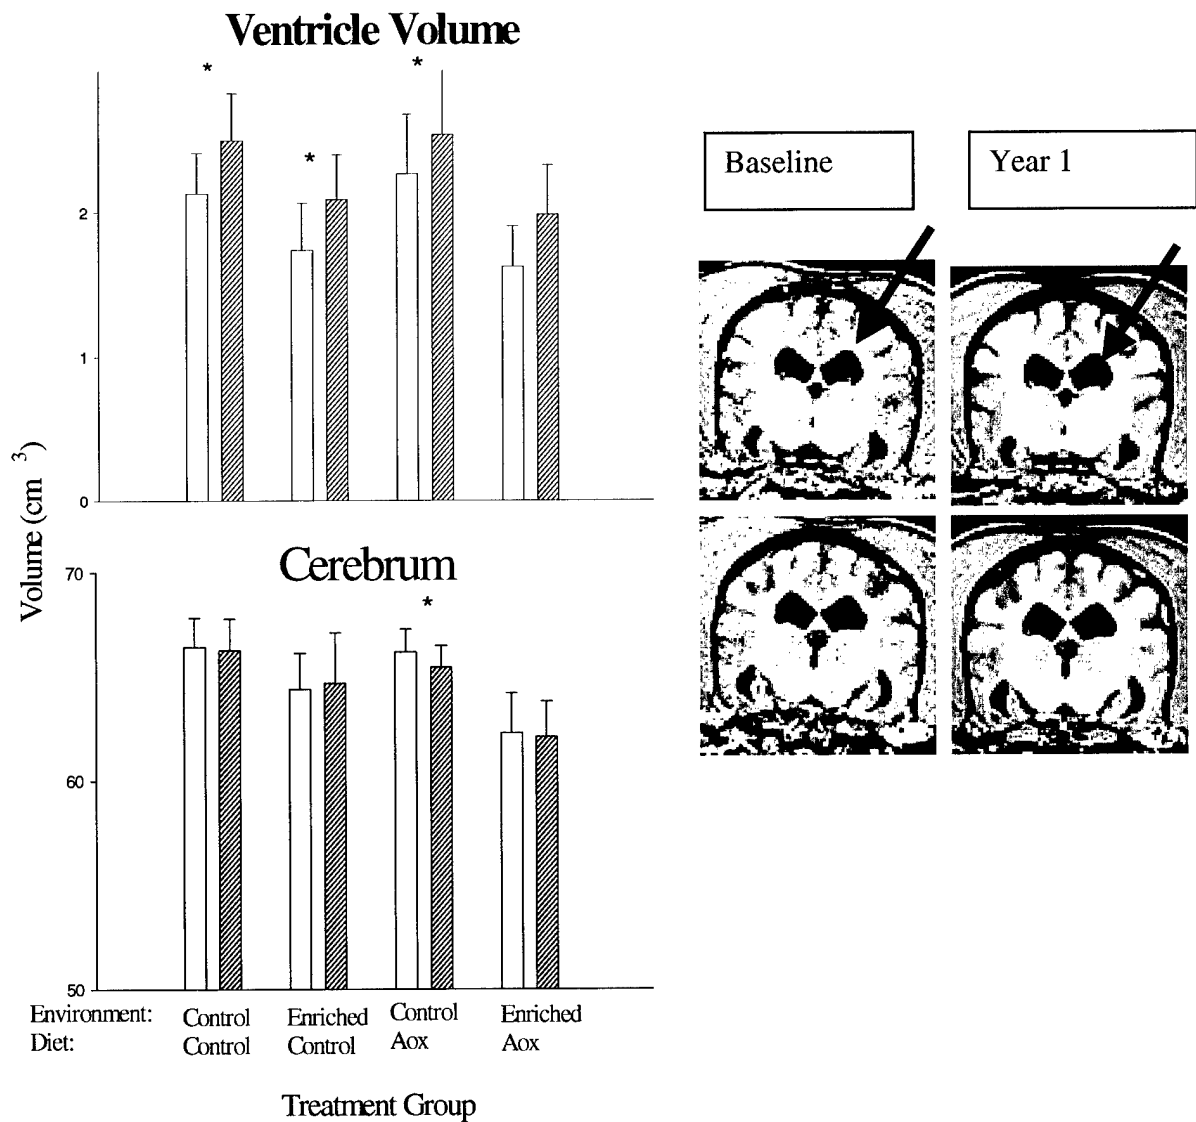 Ventricle Volume
*
*
*
2
1
0
Volume (cm 3)
Cerebrum
70
*
60
50
Environment: Control Enriched Control Enriched
Diet: Control Control Aox Aox
Treatment Group
Baseline
Year 1